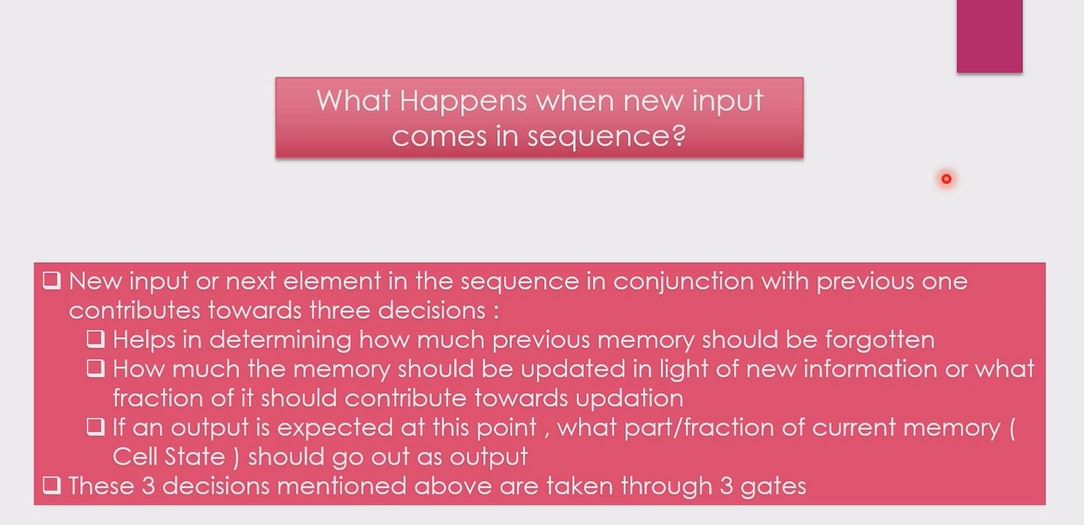 What Happens when new input
comes in sequence?
❑ New input or next element in the sequence in conjunction with previous one
contributes towards three decisions :
❑ Helps in determining how much previous memory should be forgotten
❑ How much the memory should be updated in light of new information or what
fraction of it should contribute towards updation
❑ If an output is expected at this point , what part/fraction of current memory (
Cell State ) should go out as output
❑ These 3 decisions mentioned above are taken through 3 gates